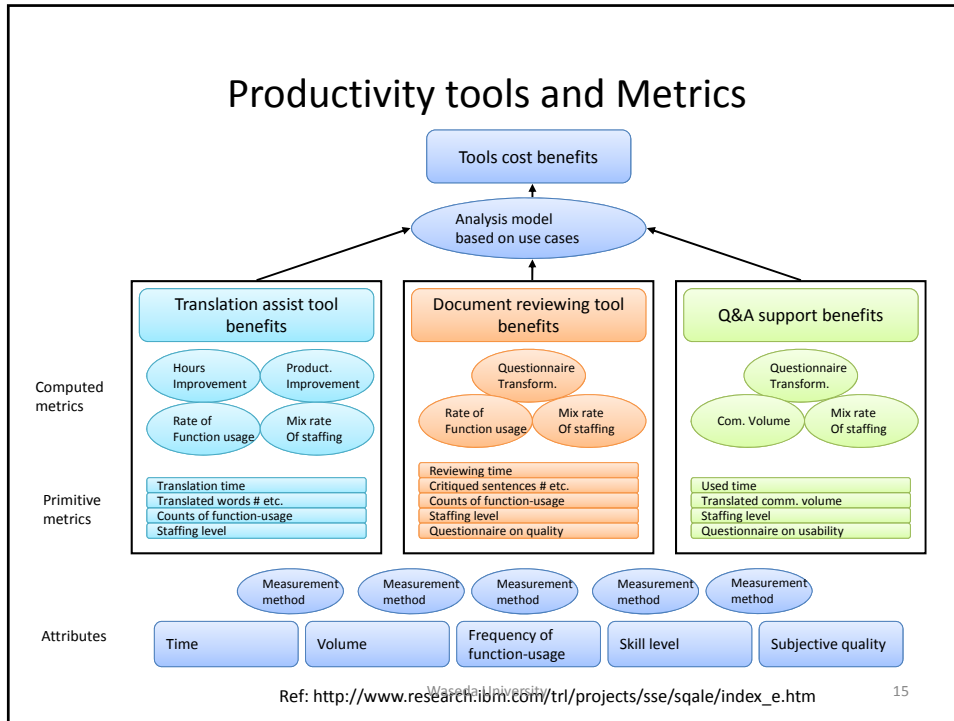 Productivity tools and Metrics
Tools cost benefits
Analysis model
based on use cases
Translation assist tool
benefits
Document reviewing tool
benefits
Q&A support benefits
Computed
metrics
Hours
Improvement
Product.
Improvement
Rate of
Function usage
Mix rate
Of staffing
Questionnaire
Transform.
Rate of
Function usage
Mix rate
Of staffing
Questionnaire
Transform.
Com. Volume
Mix rate
Of staffing
Primitive
metrics
Translation time
Translated words # etc.
Counts of function-usage
Staffing level
Reviewing time
Critiqued sentences # etc.
Counts of function-usage
Staffing level
Questionnaire on quality
Used time
Translated comm. volume
Staffing level
Questionnaire on usability
Measurement
method
Measurement
method
Measurement
method
Measurement
method
Measurement
method
Attributes
Time
Volume
Frequency of
function-usage
Skill level
Subjective quality
Waseda University
Ref: http://www.research.ibm.com/trl/projects/sse/sqale/index_e.htm
15